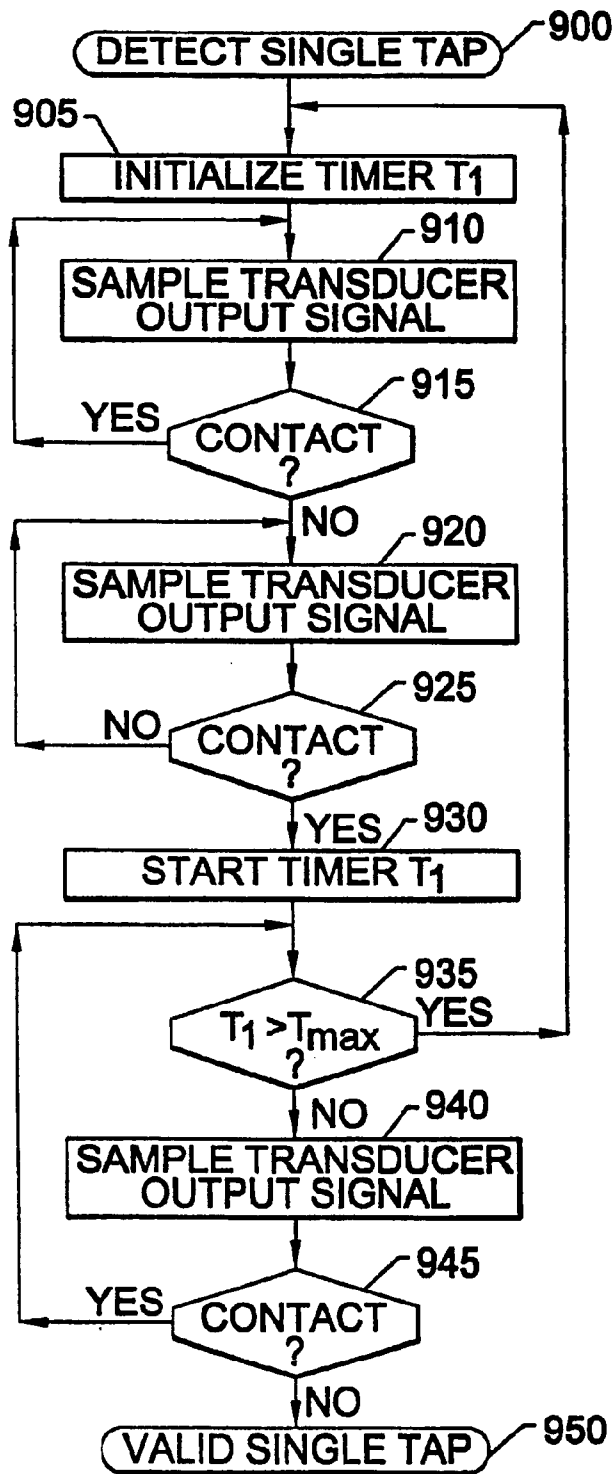 900
DETECT SINGLE TAP
905
INITIALIZE TIMER T1
910
SAMPLE TRANSDUCER
OUTPUT SIGNAL
915
YES
CONTACT
?
NO
920
SAMPLE TRANSDUCER
OUTPUT SIGNAL
925
NO
CONTACT
?
YES
930
START TIMER T1
935
T1 > Tmax
?
YES
NO
940
SAMPLE TRANSDUCER
OUTPUT SIGNAL
945
YES
CONTACT
?
NO
950
VALID SINGLE TAP